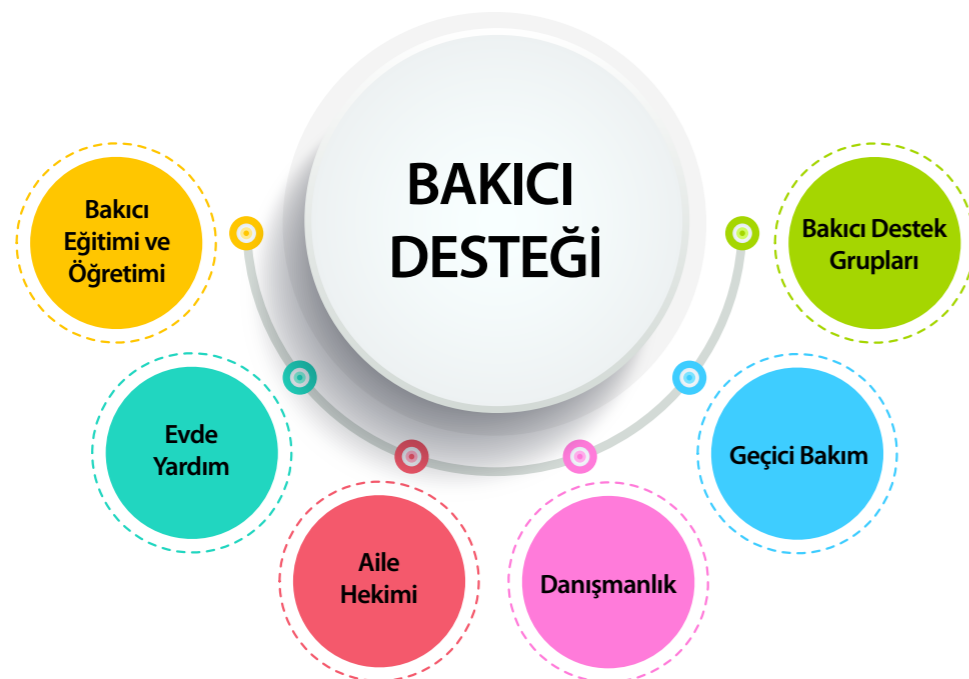 BAKICI
DESTEĞİ
Bakıcı
Eğitimi ve
Öğretimi
Evde
Yardım
Aile
Hekimi
Danışmanlık
Geçici Bakım
Bakıcı Destek
Grupları